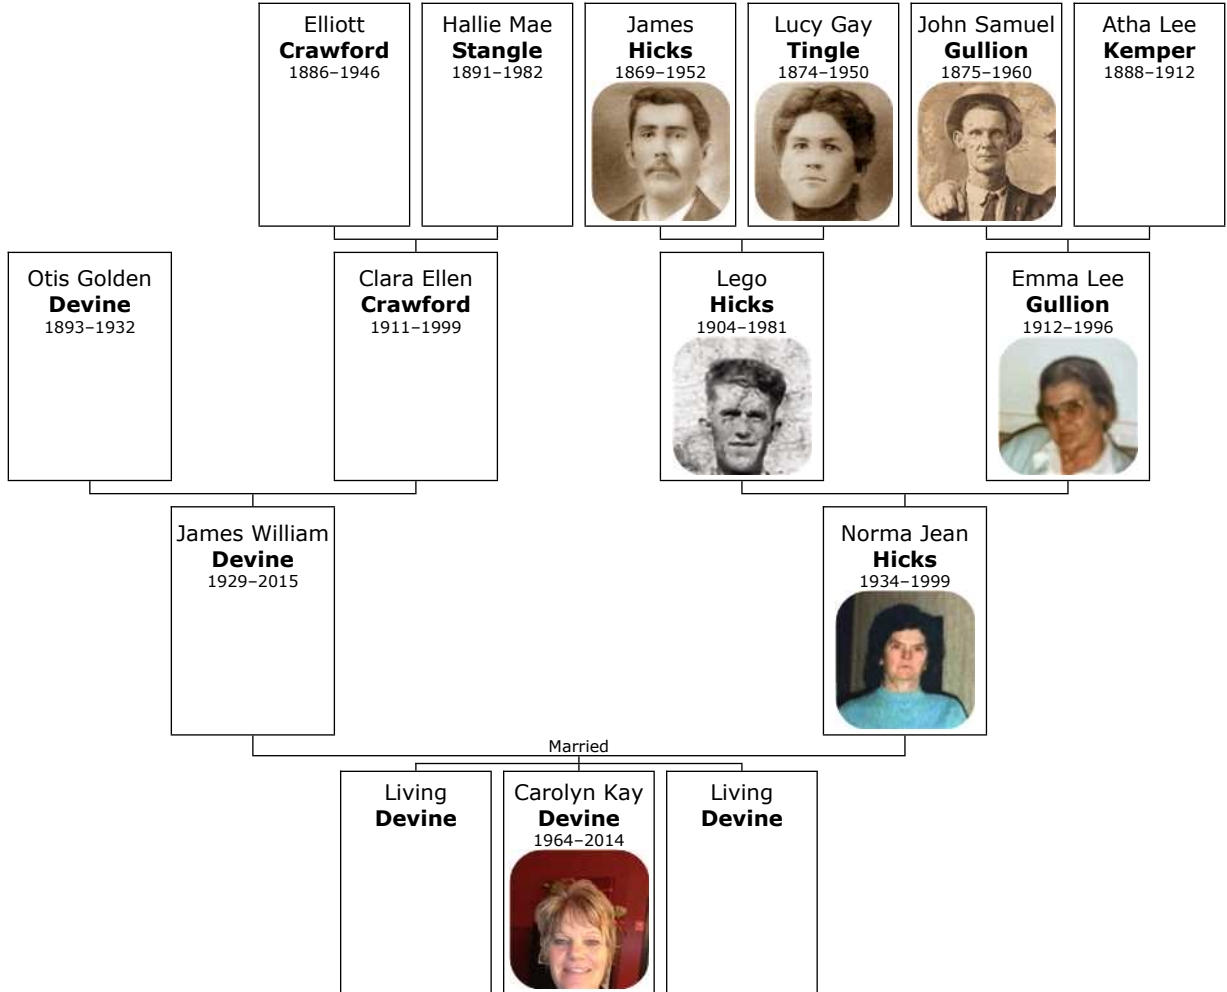 Elliott
Crawford
1886–1946
Hallie Mae
Stangle
1891–1982
James
Hicks
1869–1952
Lucy Gay
Tingle
1874–1950
John Samuel
Gullion
1875–1960
Atha Lee
Kemper
1888–1912
Otis Golden
Devine
1893–1932
Clara Ellen
Crawford
1911–1999
Lego
Hicks
1904–1981
Emma Lee
Gullion
1912–1996
James William
Devine
1929–2015
Norma Jean
Hicks
1934–1999
Married
Living
Devine
Carolyn Kay
Devine
1964–2014
Living
Devine